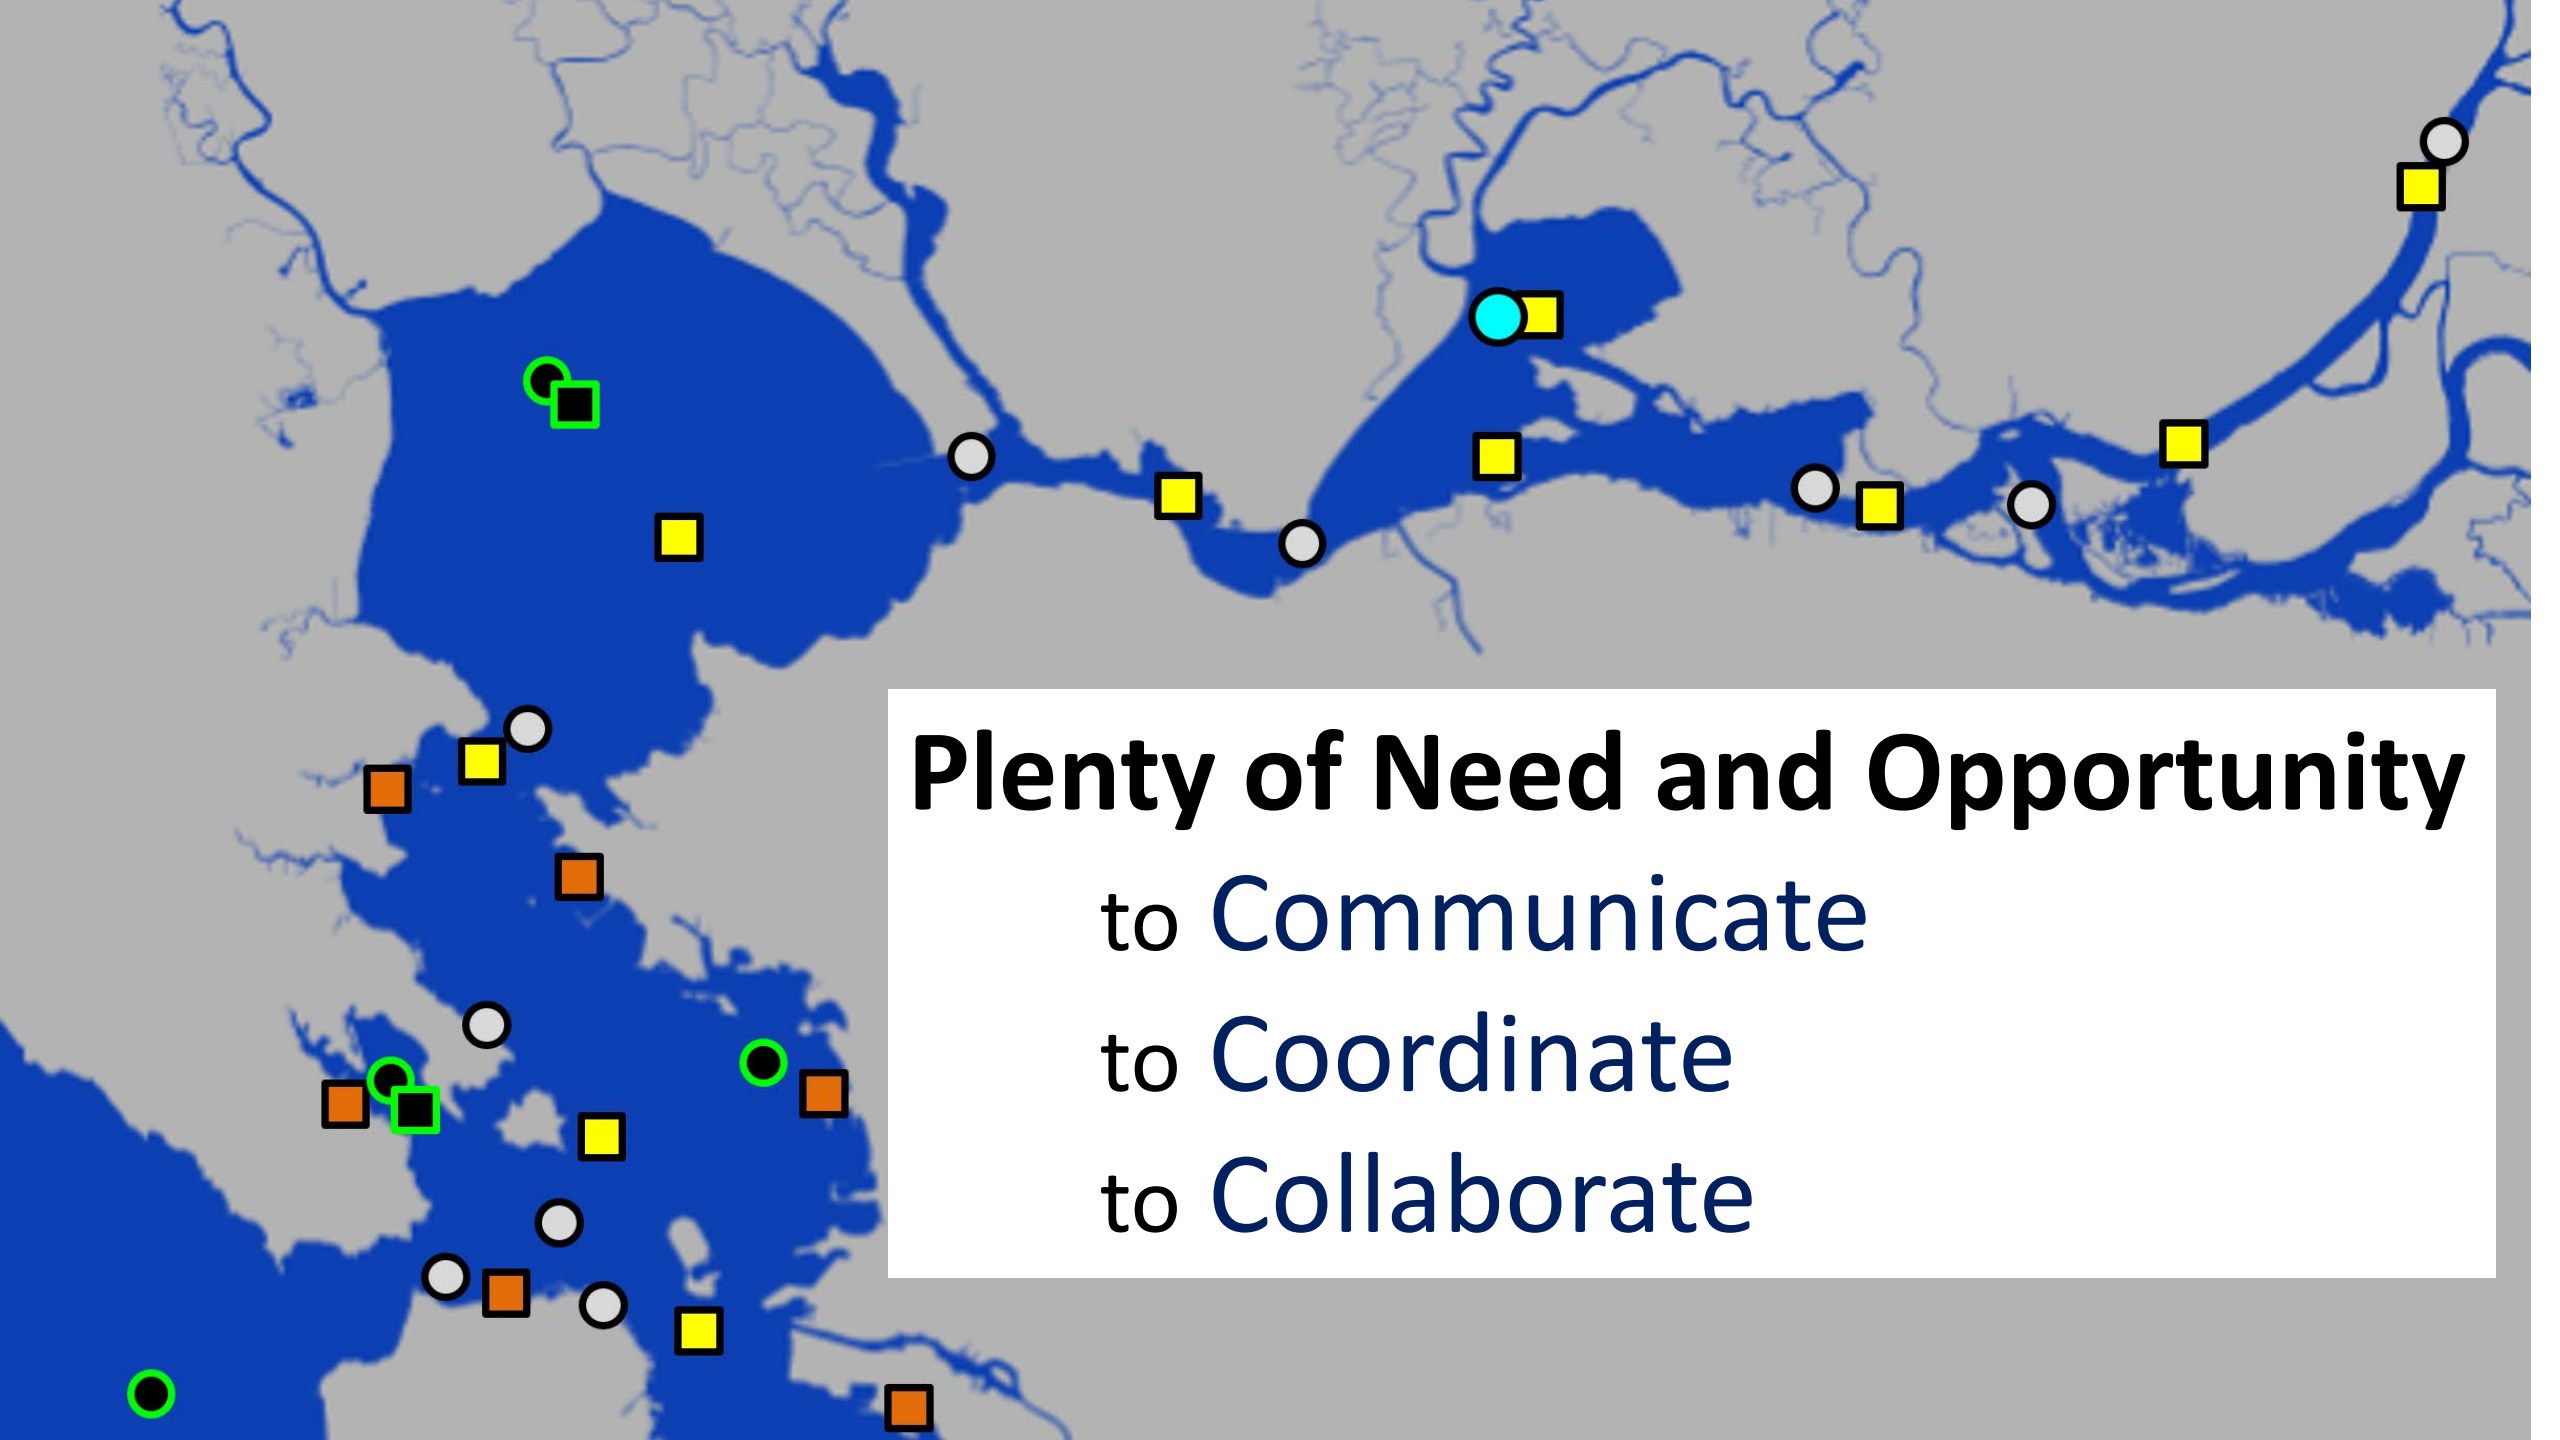 Plenty of Need and Opportunity
to Communicate
to Coordinate
to Collaborate